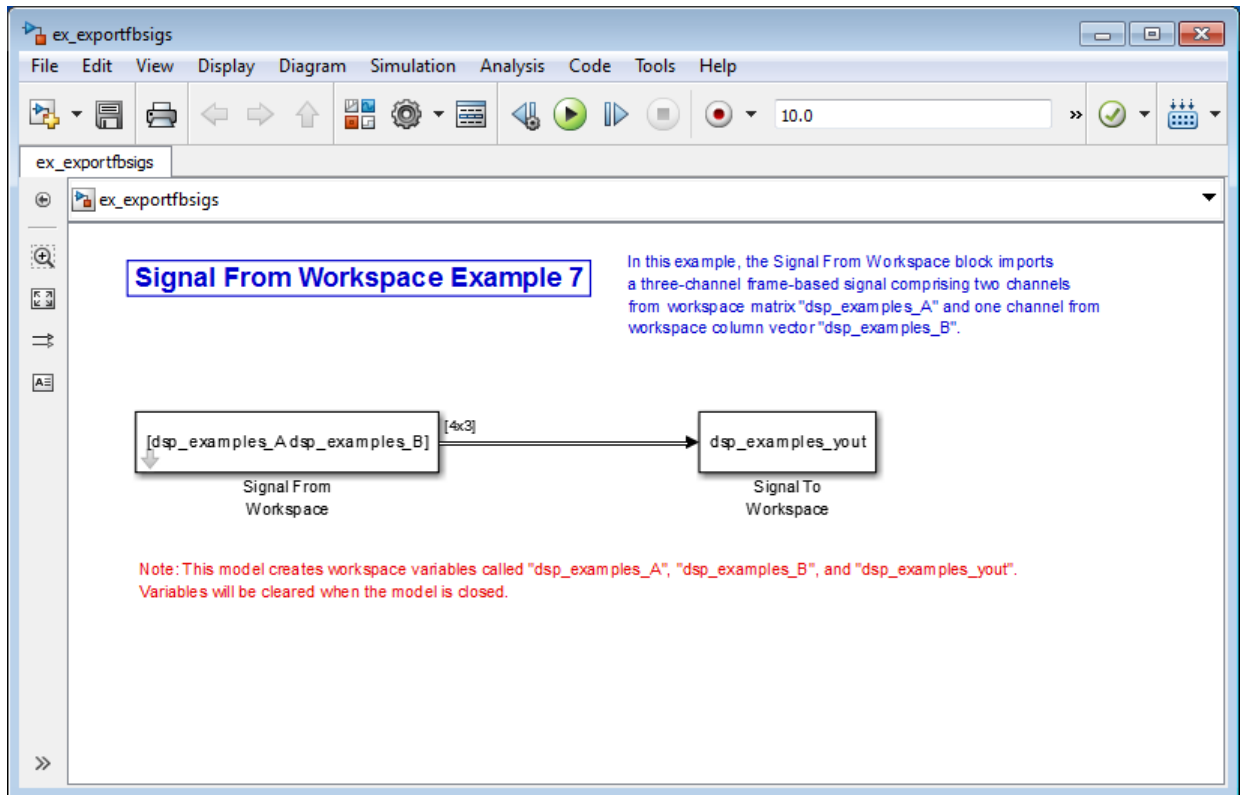 ex_exportfbsigs
File Edit View Display Diagram Simulation Analysis Code Tools Help
10.0
ex_exportfbsigs
ex_exportfbsigs
Signal From Workspace Example 7
In this example, the Signal From Workspace block imports
a three-channel frame-based signal comprising two channels
from workspace matrix "dsp_examples_A" and one channel from
workspace column vector "dsp_examples_B".
[dsp_examples_A dsp_examples_B]
[4x3]
dsp_examples_yout
Signal From
Workspace
Signal To
Workspace
Note: This model creates workspace variables called "dsp_examples_A", "dsp_examples_B", and "dsp_examples_yout".
Variables will be cleared when the model is closed.